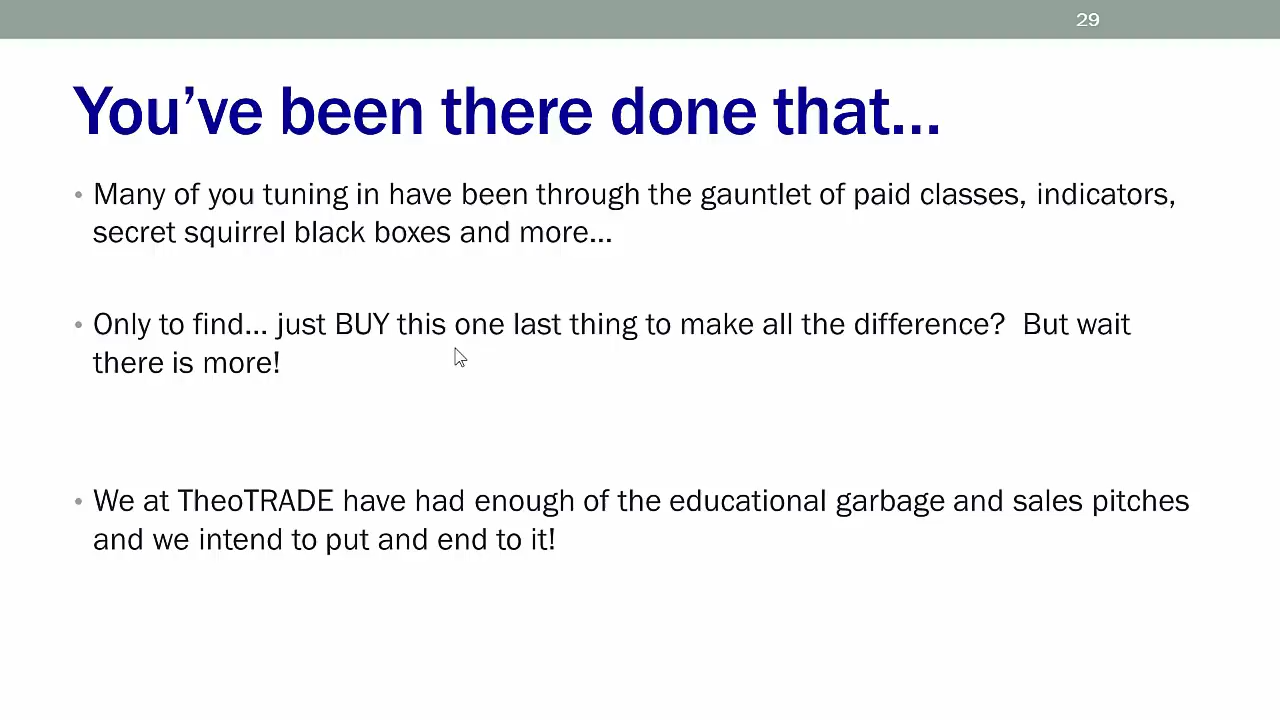 29
You’ve been there done that...
• Many of you tuning in have been through the gauntlet of paid classes, indicators,
secret squirrel black boxes and more...
• Only to find... just BUY this one last thing to make all the difference?  But wait
there is more!
• We at TheoTRADE have had enough of the educational garbage and sales pitches
and we intend to put and end to it!